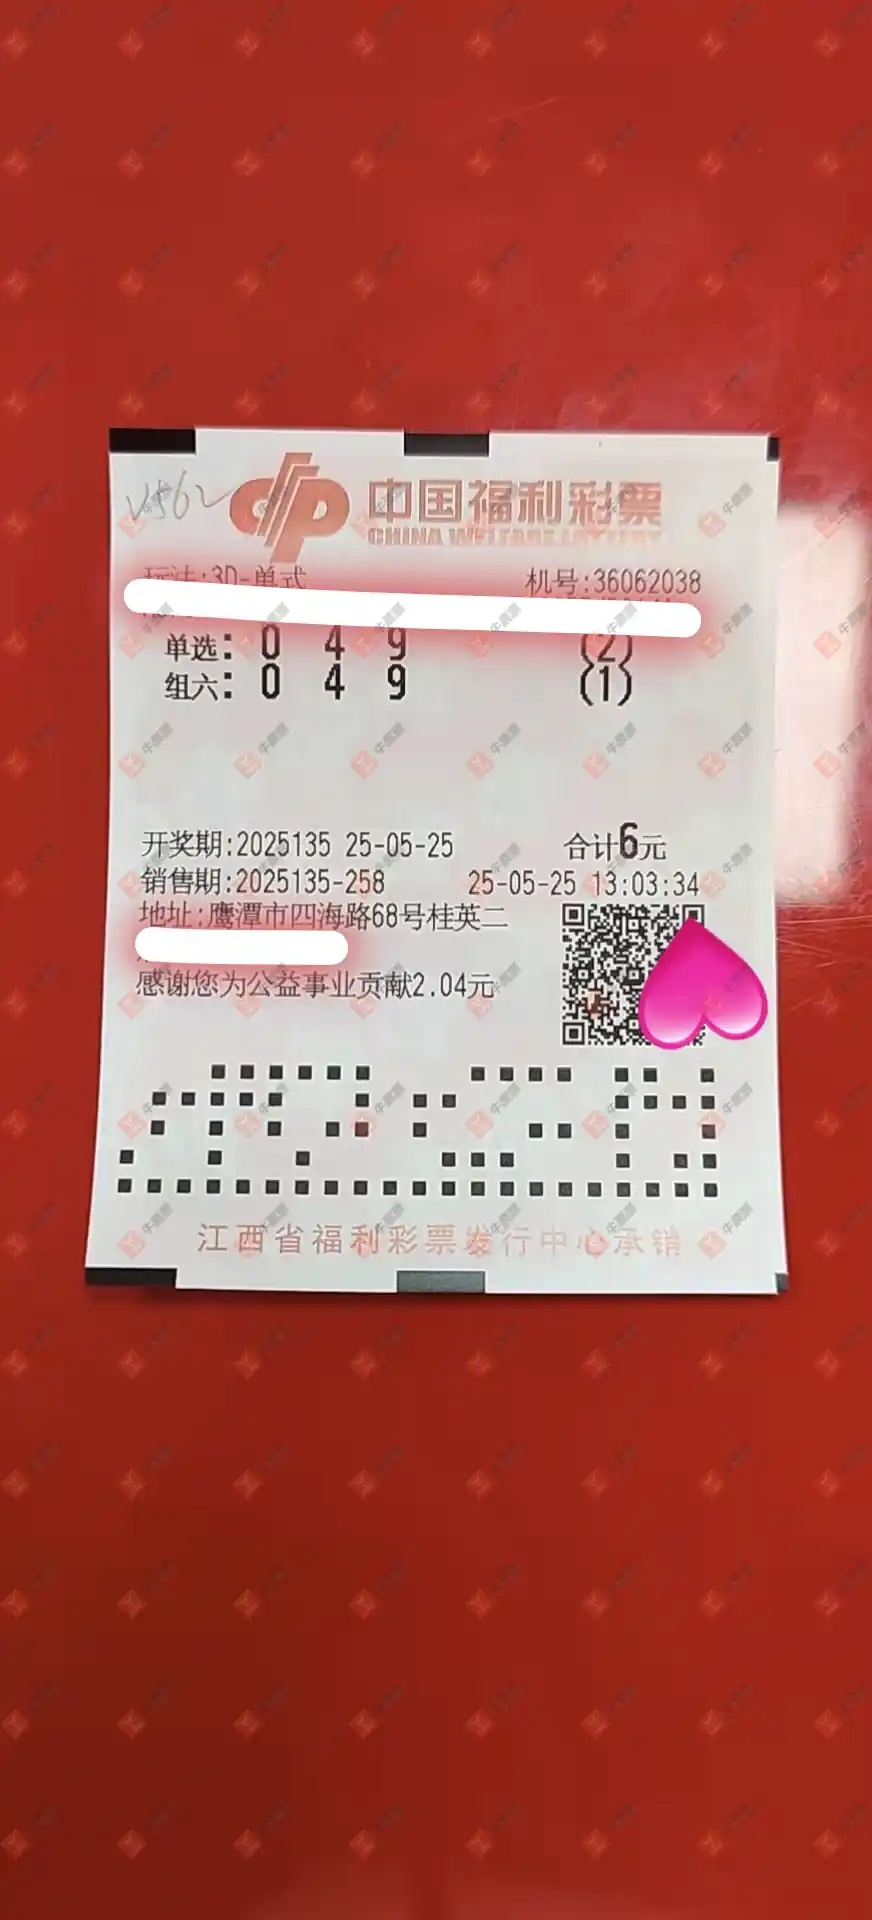 中国福利彩票
CHINA WELFARE LOTTERY
玩法:3D-单式 机号:36062038
单选: 0 4 9 (2)
组六: 0 4 9 (1)
开奖期:2025135 25-05-25 合计6元
销售期:2025135-258 25-05-25 13:03:34
地址:鹰潭市四海路68号桂英二
感谢您为公益事业贡献2.04元
江西省福利彩票发行中心承销